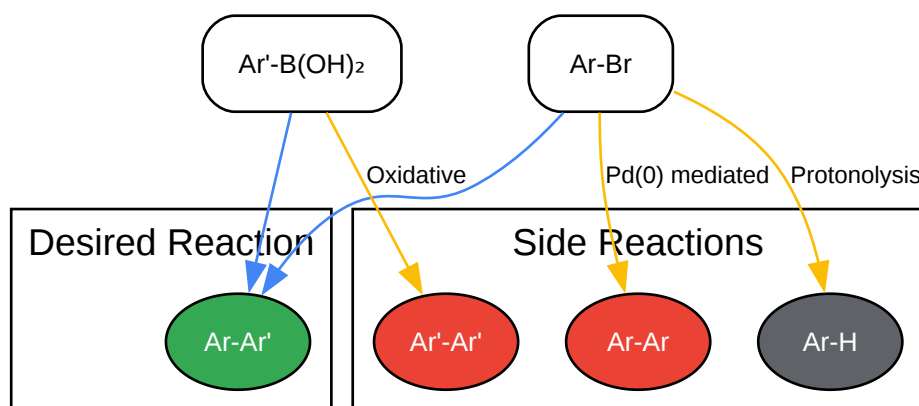 Ar'-B(OH)₂
Ar-Br
Oxidative
Pd(0) mediated
Protonolysis
Desired Reaction
Side Reactions
Ar-Ar'
Ar'-Ar'
Ar-Ar
Ar-H